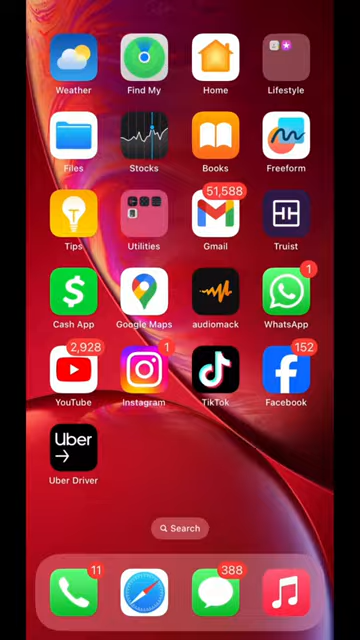 Weather
Find My
Home
Lifestyle
Files
Stocks
Books
Freeform
51,588
Tips
Utilities
Gmail
Truist
1
$
Cash App
Google Maps
audiomack
WhatsApp
2,928
1
152
YouTube
Instagram
TikTok
Facebook
Uber
Uber Driver
Search
11
388